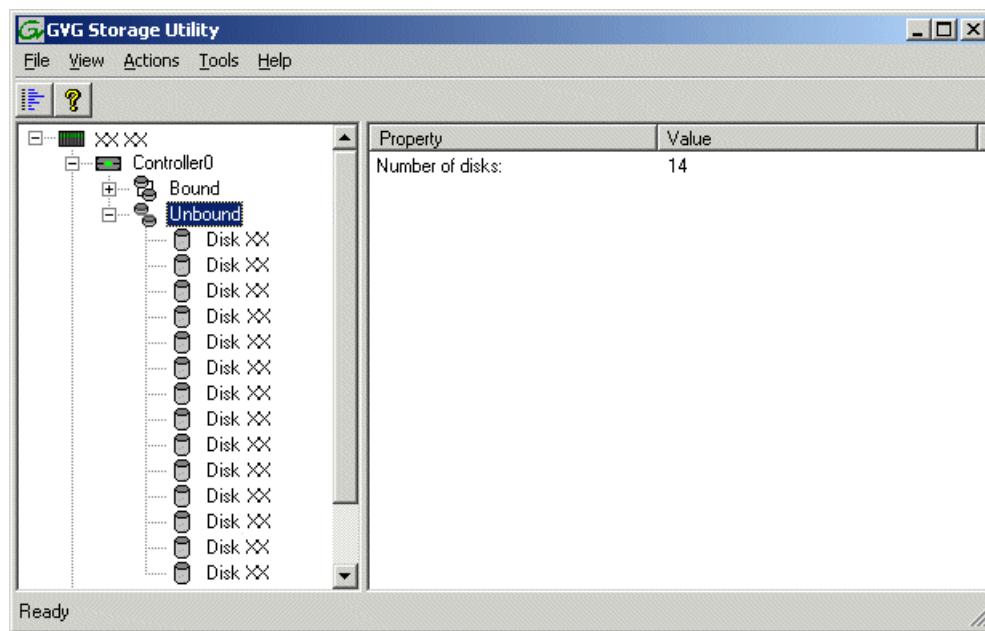 GVG Storage Utility
File View Actions Tools Help
XX XX
Controller0
Bound
Unbound
Disk XX
Disk XX
Disk XX
Disk XX
Disk XX
Disk XX
Disk XX
Disk XX
Disk XX
Disk XX
Disk XX
Disk XX
Disk XX
Disk XX
Property Value
Number of disks: 14
Ready